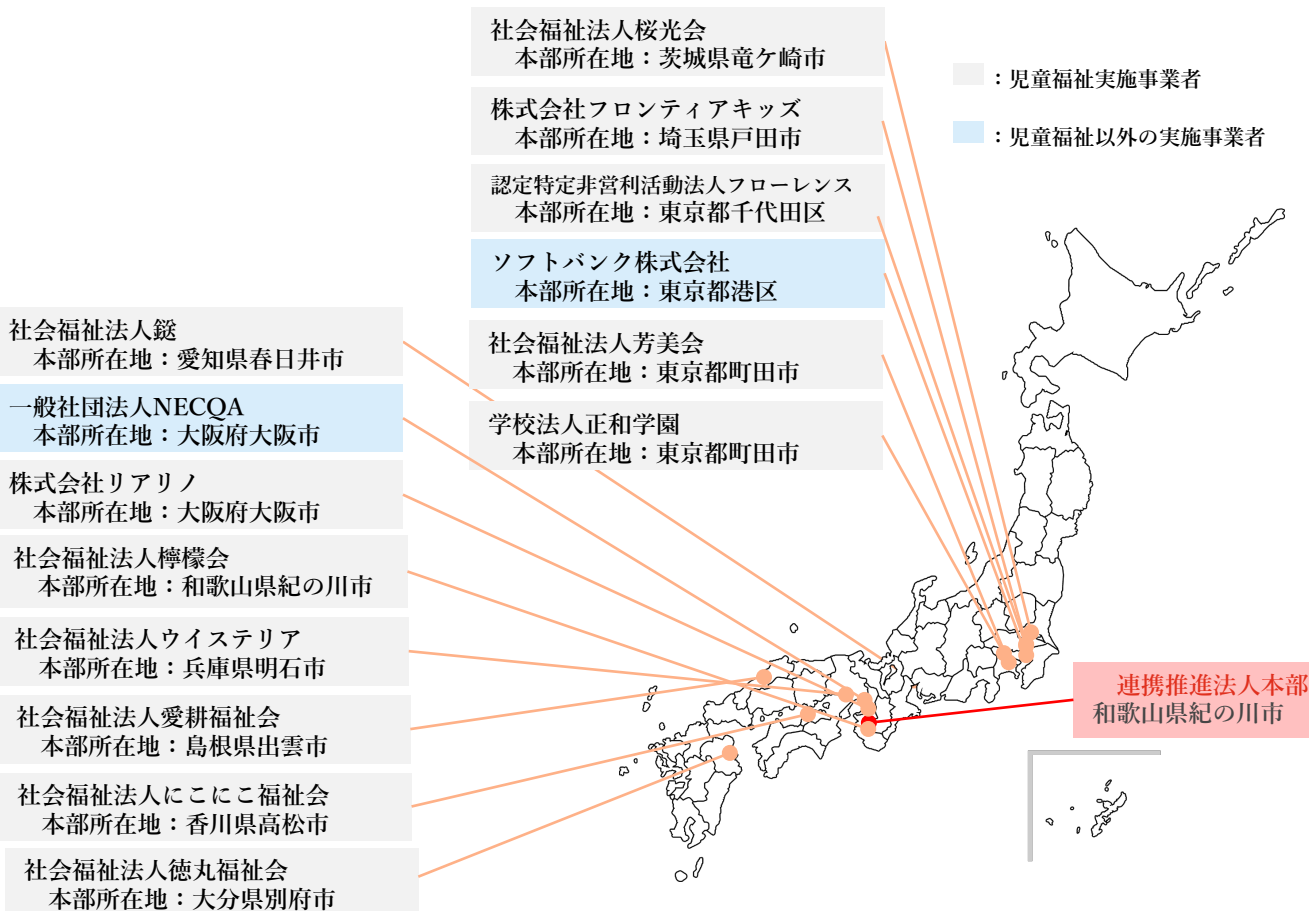 社会福祉法人桜光会
本部所在地：茨城県竜ケ崎市
株式会社フロンティアキッズ
本部所在地：埼玉県戸田市
認定特定非営利活動法人フローレンス
本部所在地：東京都千代田区
ソフトバンク株式会社
本部所在地：東京都港区
社会福祉法人芳美会
本部所在地：東京都町田市
学校法人正和学園
本部所在地：東京都町田市
：児童福祉実施事業者
：児童福祉以外の実施事業者
社会福祉法人鎹
本部所在地：愛知県春日井市
一般社団法人NECQA
本部所在地：大阪府大阪市
株式会社リアリノ
本部所在地：大阪府大阪市
社会福祉法人檸檬会
本部所在地：和歌山県紀の川市
社会福祉法人ウイステリア
本部所在地：兵庫県明石市
社会福祉法人愛耕福祉会
本部所在地：島根県出雲市
社会福祉法人にこにこ福祉会
本部所在地：香川県高松市
社会福祉法人徳丸福祉会
本部所在地：大分県別府市
連携推進法人本部
和歌山県紀の川市